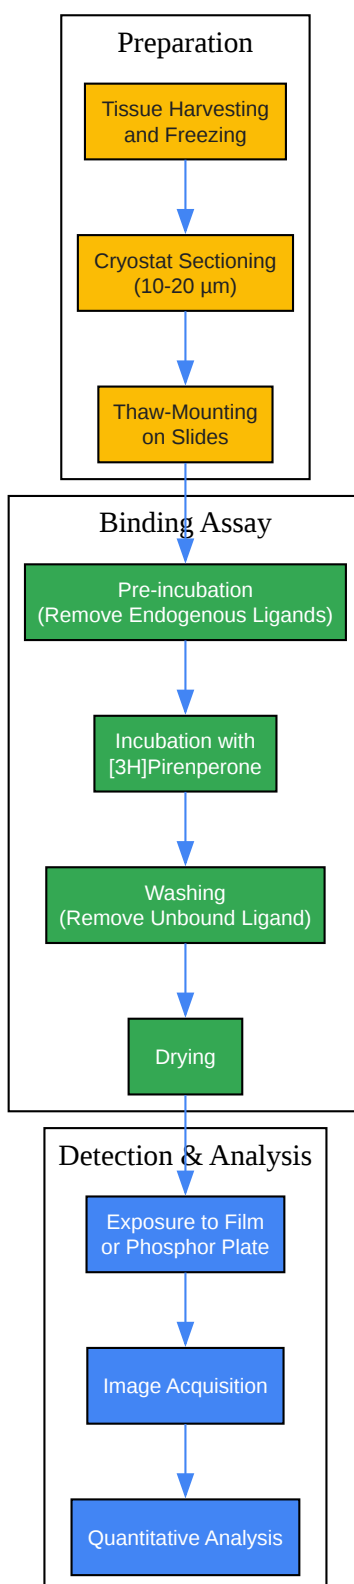 Preparation
Tissue Harvesting
and Freezing
Cryostat Sectioning
(10-20 µm)
Thaw-Mounting
on Slides
Binding Assay
Pre-incubation
(Remove Endogenous Ligands)
Incubation with
[3H]Pirenperone
Washing
(Remove Unbound Ligand)
Drying
Detection & Analysis
Exposure to Film
or Phosphor Plate
Image Acquisition
Quantitative Analysis